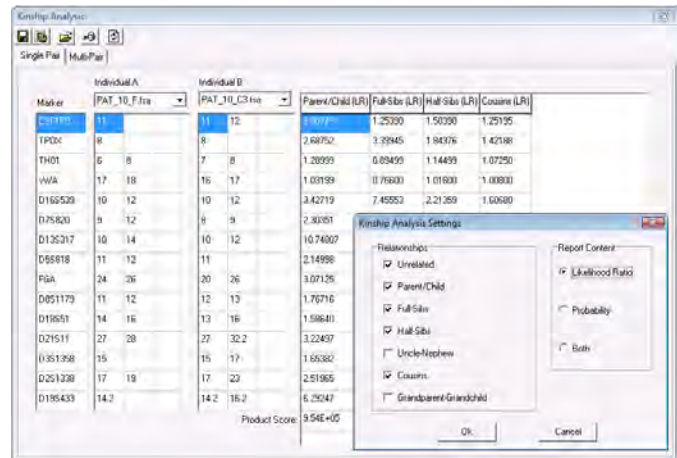 Kinship Analysis
Single Pair Multi-Pair
Individual A Individual B
Marker PAT_10_F.fsa PAT_10_C3.fsa Parent/Child (LR) Full-Sibs (LR) Half-Sibs (LR) Cousins (LR)
11 11 12 1.25390 1.50390 1.25195
TPOX 8 8 2.68752 3.39945 1.84376 1.42188
TH01 6 8 7 8 1.20999 0.89499 1.14499 1.07250
vWA 17 18 16 17 1.03199 0.76600 1.01600 1.00800
D16S539 10 12 10 12 3.42719 7.45553 2.21359 1.60680
D7S820 9 12 8 9 2.30351
D13S317 10 14 10 12 10.74007
D5S818 11 12 11 2.14998
FGA 24 26 20 26 3.07125
D8S1179 11 12 12 13 1.76716
D18S51 14 16 13 16 1.58640
D21S11 27 28 27 32.2 3.22497
D3S1358 15 15 17 1.65382
D2S1338 17 19 17 23 2.51965
D19S433 14.2 14.2 16.2 6.29247
Product Score: 9.54E+05
Kinship Analysis Settings
Relationships
Unrelated
Parent/Child
Full-Sibs
Half-Sibs
Uncle-Nephew
Cousins
Grandparent-Grandchild
Report Content
Likelihood Ratio
Probability
Both
Ok Cancel